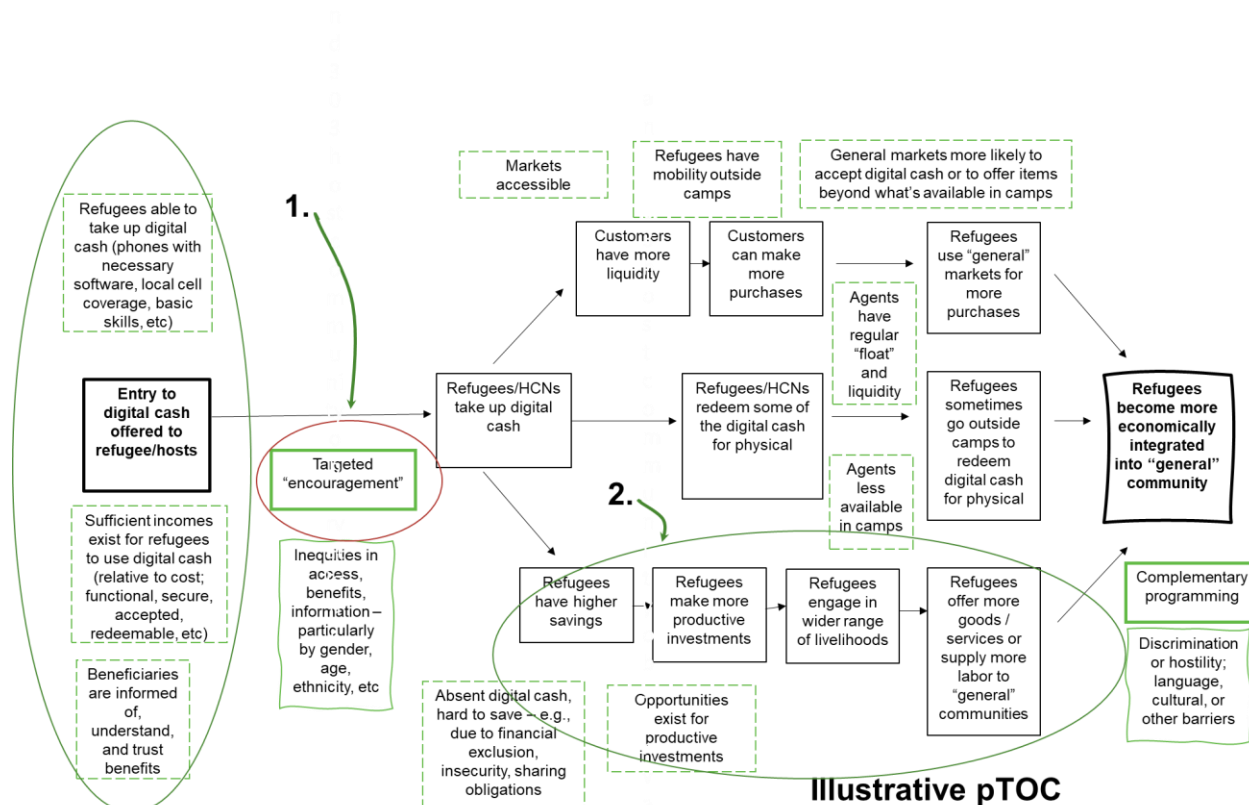 Markets
accessible
Refugees have
mobility outside
camps
General markets more likely to
accept digital cash or to offer items
beyond what's available in camps
1.
Refugees able to
take up digital
cash (phones with
necessary
software, local cell
coverage, basic
skills, etc)
Customers
have more
liquidity
Customers
can make
more
purchases
Refugees
use "general"
markets for
more
purchases
Agents
have
regular
"float"
and
liquidity
Entry to
digital cash
offered to
refugee/hosts
Refugees/HCNs
take up digital
cash
Refugees/HCNs
redeem some of
the digital cash
for physical
Refugees
sometimes
go outside
camps to
redeem
digital cash
for physical
Refugees
become more
economically
integrated
into "general"
community
Targeted
"encouragement"
2.
Agents
less
available
in camps
Sufficient incomes
exist for refugees
to use digital cash
(relative to cost;
functional, secure,
accepted,
redeemable, etc)
Inequities in
access,
benefits,
information –
particularly
by gender,
age,
ethnicity, etc
Refugees
have higher
savings
Refugees
make more
productive
investments
Refugees
engage in
wider range
of livelihoods
Refugees
offer more
goods /
services or
supply more
labor to
"general"
communities
Complementary
programming
Discrimination
or hostility;
language,
cultural, or
other barriers
Beneficiaries
are informed
of,
understand,
and trust
benefits
Absent digital cash,
hard to save – e.g.,
due to financial
exclusion,
insecurity, sharing
obligations
Opportunities
exist for
productive
investments
Illustrative pTOC